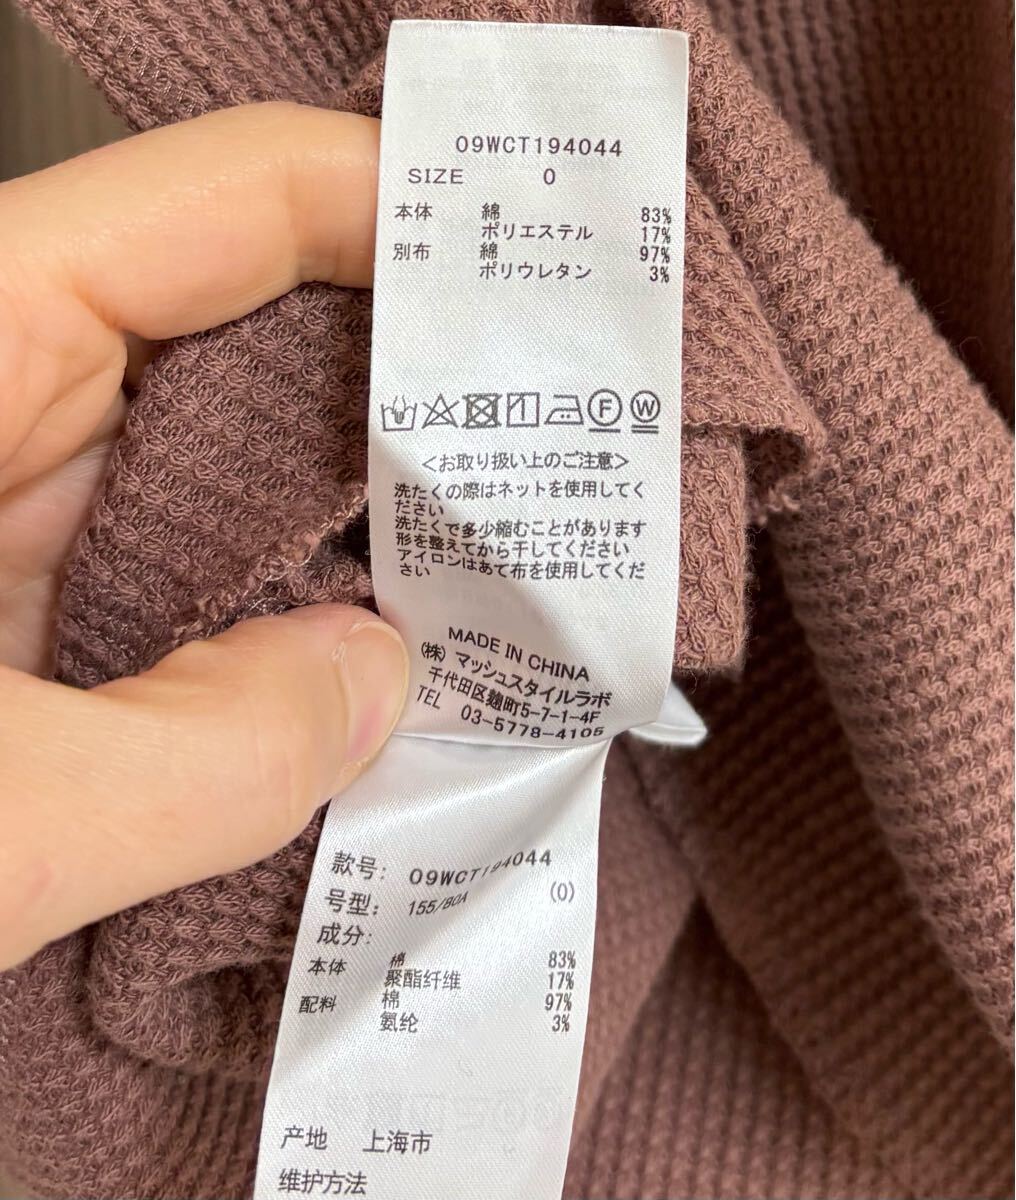 09WCT194044
SIZE 0
本体 綿 83%
ポリエステル 17%
別布 綿 97%
ポリウレタン 3%
F W
＜お取り扱い上のご注意＞
洗たくの際はネットを使用してく
ださい
洗たくで多少縮むことがあります
形を整えてから干してください
アイロンはあて布を使用してくだ
さい
MADE IN CHINA
(株) マッシュスタイルラボ
千代田区麹町5-7-1-4F
TEL 03-5778-4105
款号: 09WCT194044
号型: 155/80A (0)
成分:
本体 棉 83%
聚酯纤维 17%
配料 棉 97%
氨纶 3%
产地 上海市
维护方法